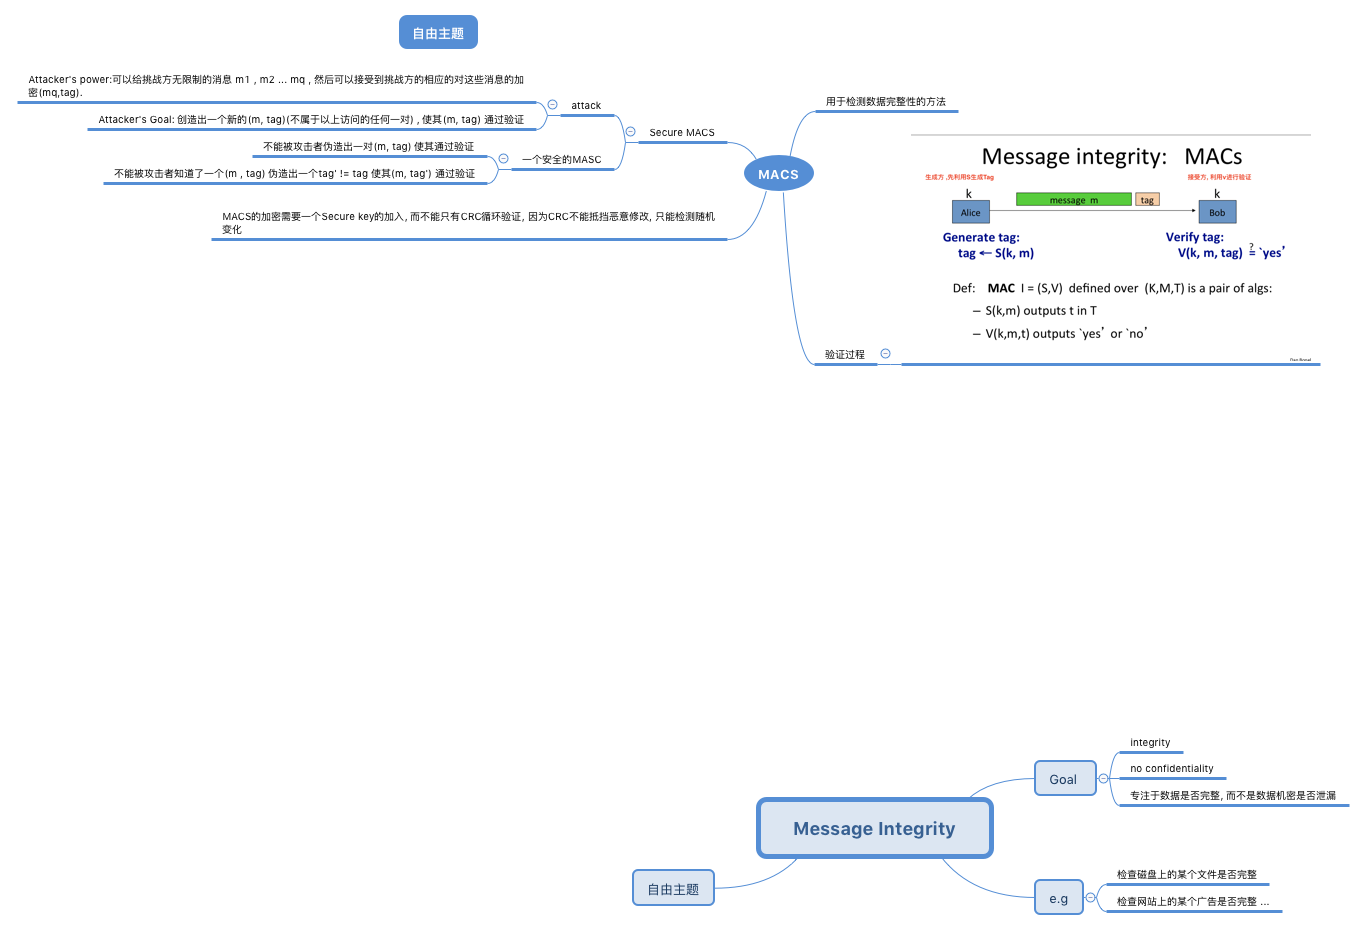 自由主题
Attacker's power:可以给挑战方无限制的消息 m1 , m2 ... mq , 然后可以接受到挑战方的相应的对这些消息的加
密(mq,tag).
Attacker's Goal: 创造出一个新的(m, tag)(不属于以上访问的任何一对) , 使其(m, tag) 通过验证
attack
不能被攻击者伪造出一对(m, tag) 使其通过验证
不能被攻击者知道了一个(m , tag) 伪造出一个tag' != tag 使其(m, tag') 通过验证
一个安全的MASC
Secure MACS
MACS的加密需要一个Secure key的加入, 而不能只有CRC循环验证, 因为CRC不能抵挡恶意修改, 只能检测随机
变化
MACS
用于检测数据完整性的方法
Message integrity: MACs
生成方 ,先利用S生成Tag
接受方, 利用v进行验证
k
k
Alice
message m
tag
Bob
Generate tag:
Verify tag:
tag ← S(k, m)
V(k, m, tag) ≟ `yes’
Def: MAC I = (S,V) defined over (K,M,T) is a pair of algs:
– S(k,m) outputs t in T
– V(k,m,t) outputs `yes’ or `no’
Dan Boneh
验证过程
Message Integrity
Goal
integrity
no confidentiality
专注于数据是否完整, 而不是数据机密是否泄漏
自由主题
e.g
检查磁盘上的某个文件是否完整
检查网站上的某个广告是否完整 ...